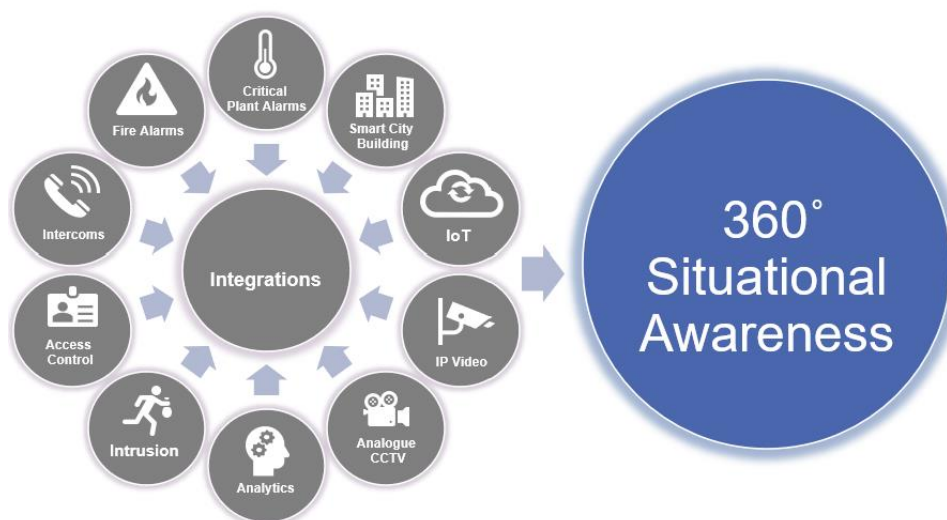 Critical
Plant Alarms
Smart City
Building
IoT
IP Video
Analogue
CCTV
Analytics
Intrusion
Access
Control
Intercoms
Fire Alarms
Integrations
360°
Situational
Awareness